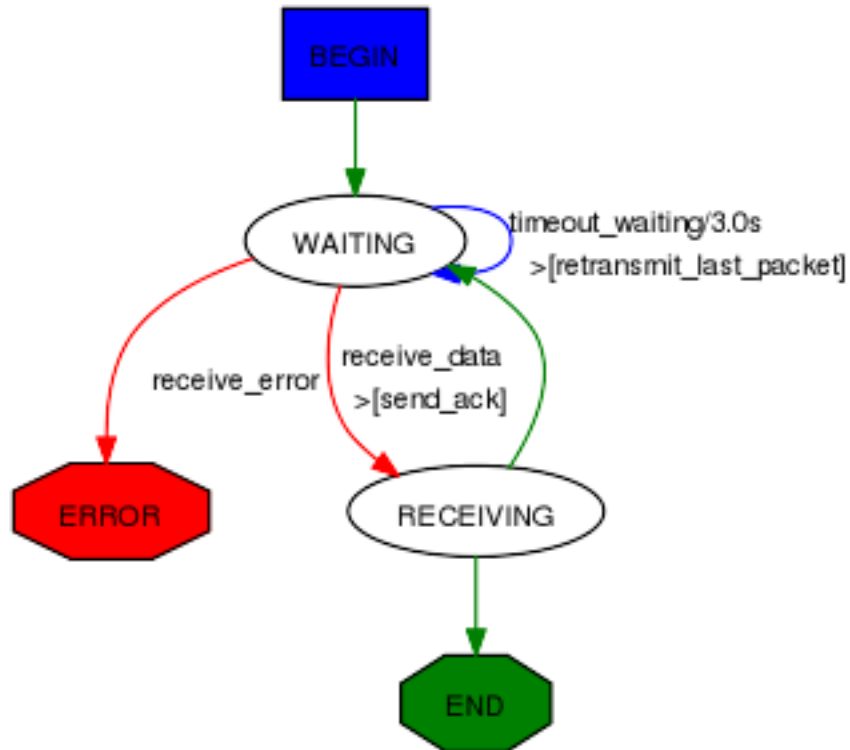 BEGIN
WAITING
timeout_waiting/3.0s
>[retransmit_last_packet]
receive_error
receive_data
>[send_ack]
ERROR
RECEIVING
END